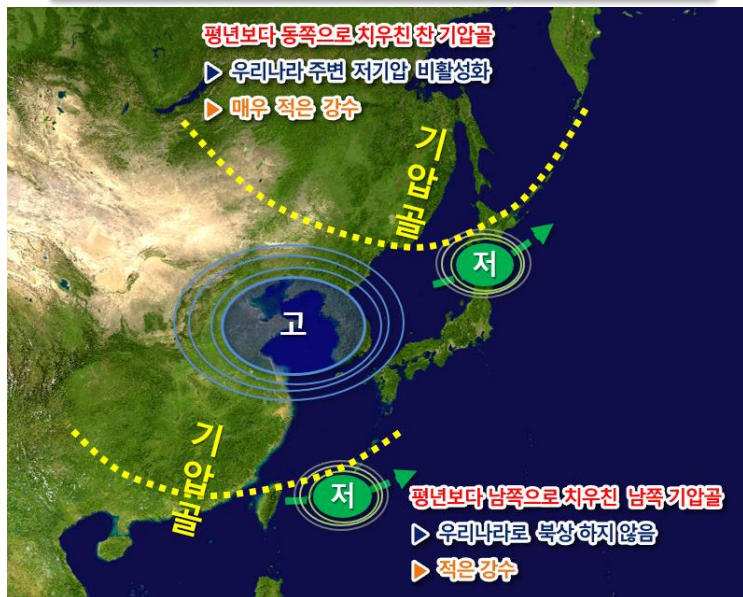 평년보다 동쪽으로 치우친 찬 기압골
▶ 우리나라 주변 저기압 비활성화
▶ 매우 적은 강수
기압골
저
고
기압골
저
평년보다 남쪽으로 치우친 남쪽 기압골
▶ 우리나라로 북상 하지 않음
▶ 적은 강수